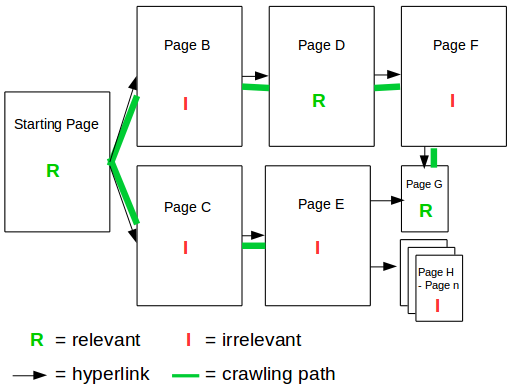 Page B
I
Page D
R
Page F
I
Starting Page
R
Page C
I
Page E
I
Page G
R
Page H
- Page n
I
R = relevant
I = irrelevant
= hyperlink
= crawling path